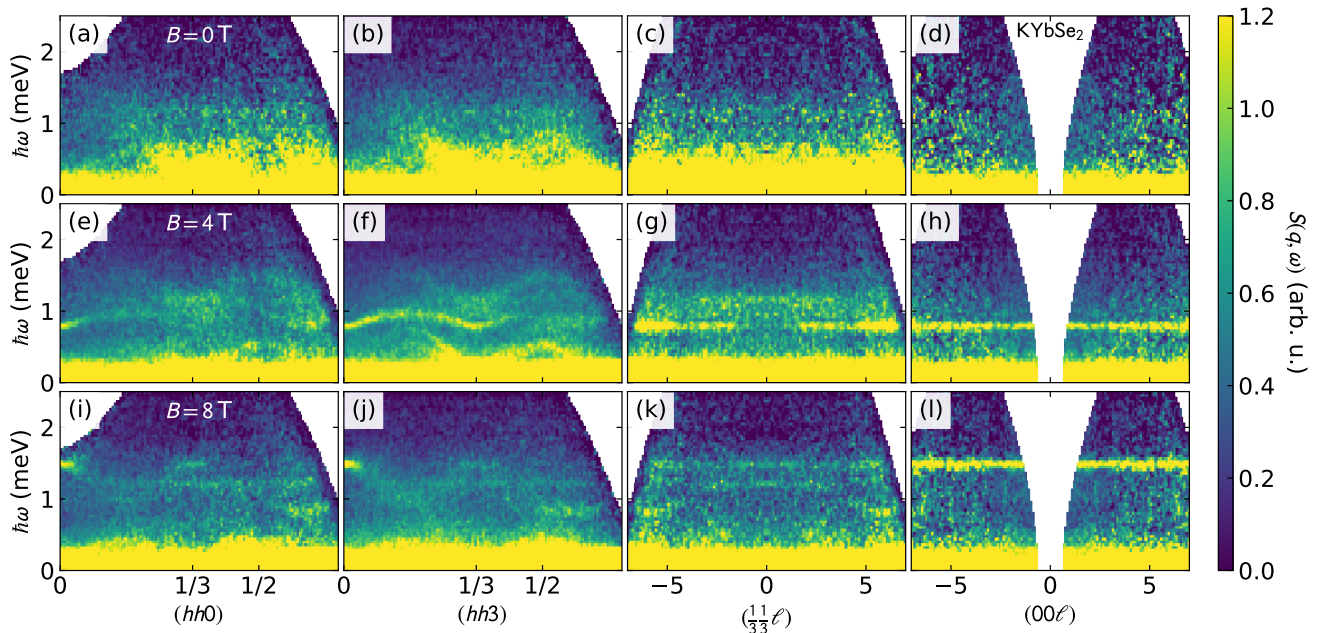 (a) B=0 T (b) (c) (d) KYbSe₂
1.2
2
1
0
ħω (meV)
1.0
(e) B=4 T (f) (g) (h)
2
1
0
ħω (meV)
0.8
0.6
S(q,ω) (arb. u.)
0.4
(i) B=8 T (j) (k) (l)
2
1
0
ħω (meV)
0.2
0.0
0 1/3 1/2 0 1/3 1/2 −5 0 5 −5 0 5
(hh0) (hh3) (1/3 1/3 ℓ) (00ℓ)